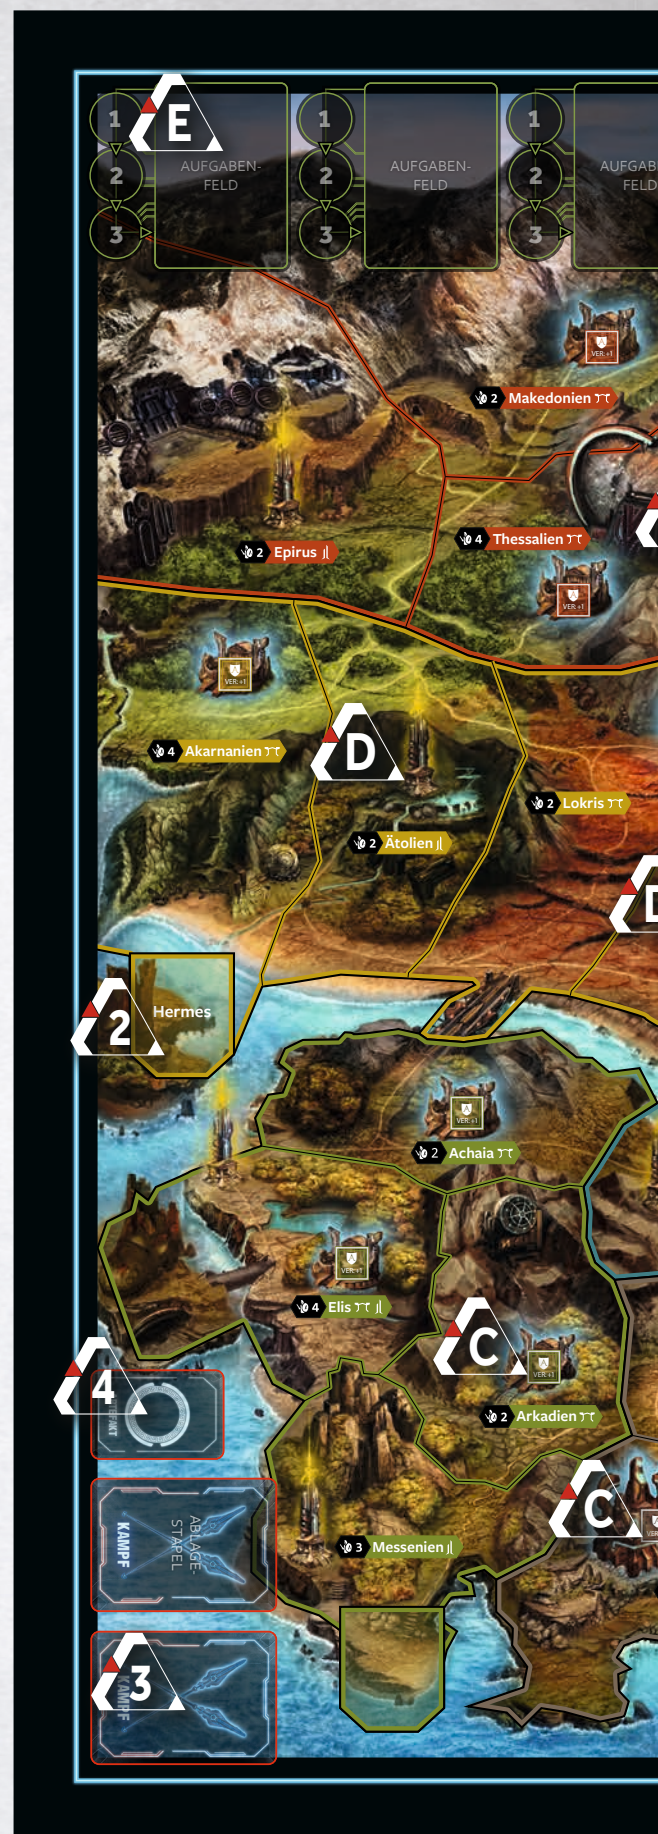 1
2
3
E
AUFGABEN-
FELD
1
2
3
AUFGABEN-
FELD
1
2
3
AUFGAB
FELD
VER:+1
2 Makedonien
2 Epirus
4 Thessalien
VER:+1
VER:+1
4 Akarnanien
D
2 Lokris
2 Ätolien
D
Hermes
2
VER:+1
2 Achaia
VER:+1
4 Elis
C
VER:+1
4
2 Arkadien
C
VER
KAMPF
ABLAGE-
STAPEL
3 Messenien
3
KAMPF